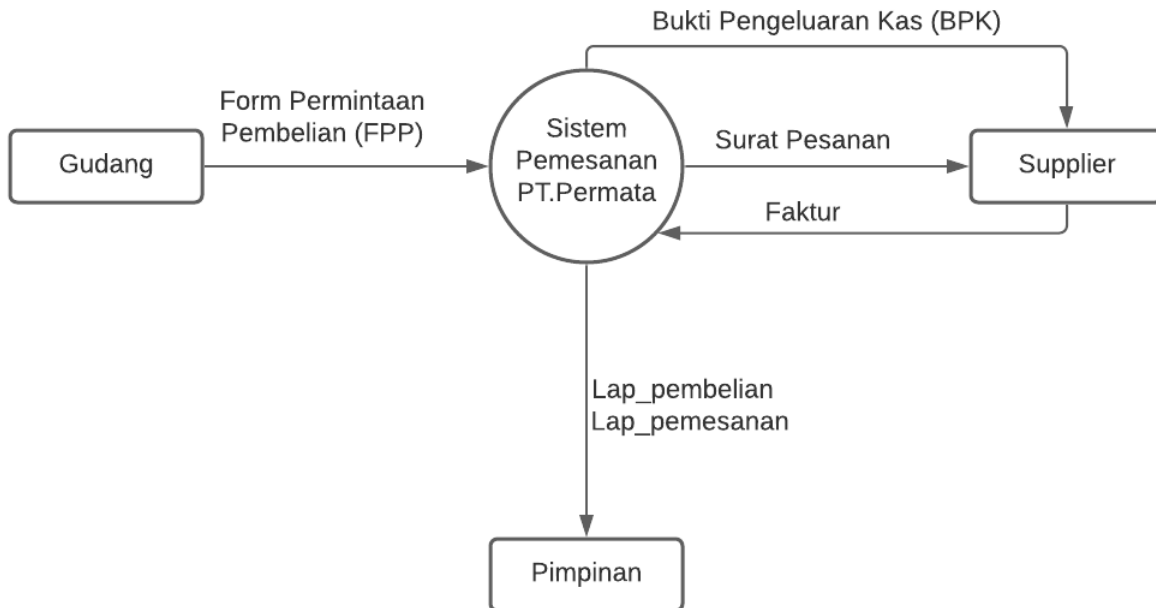 Bukti Pengeluaran Kas (BPK)
Form Permintaan
Pembelian (FPP)
Gudang
Sistem
Pemesanan
PT.Permata
Surat Pesanan
Supplier
Faktur
Lap_pembelian
Lap_pemesanan
Pimpinan